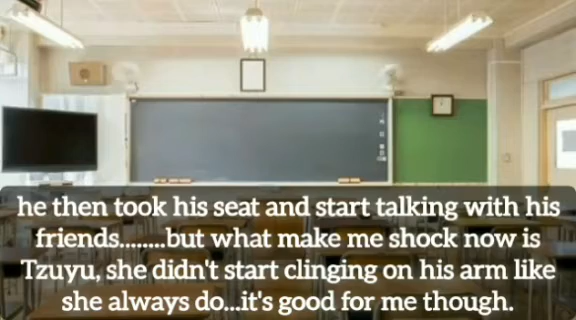 he then took his seat and start talking with his
friends........but what make me shock now is
Tzuyu, she didn't start clinging on his arm like
she always do...it's good for me though.